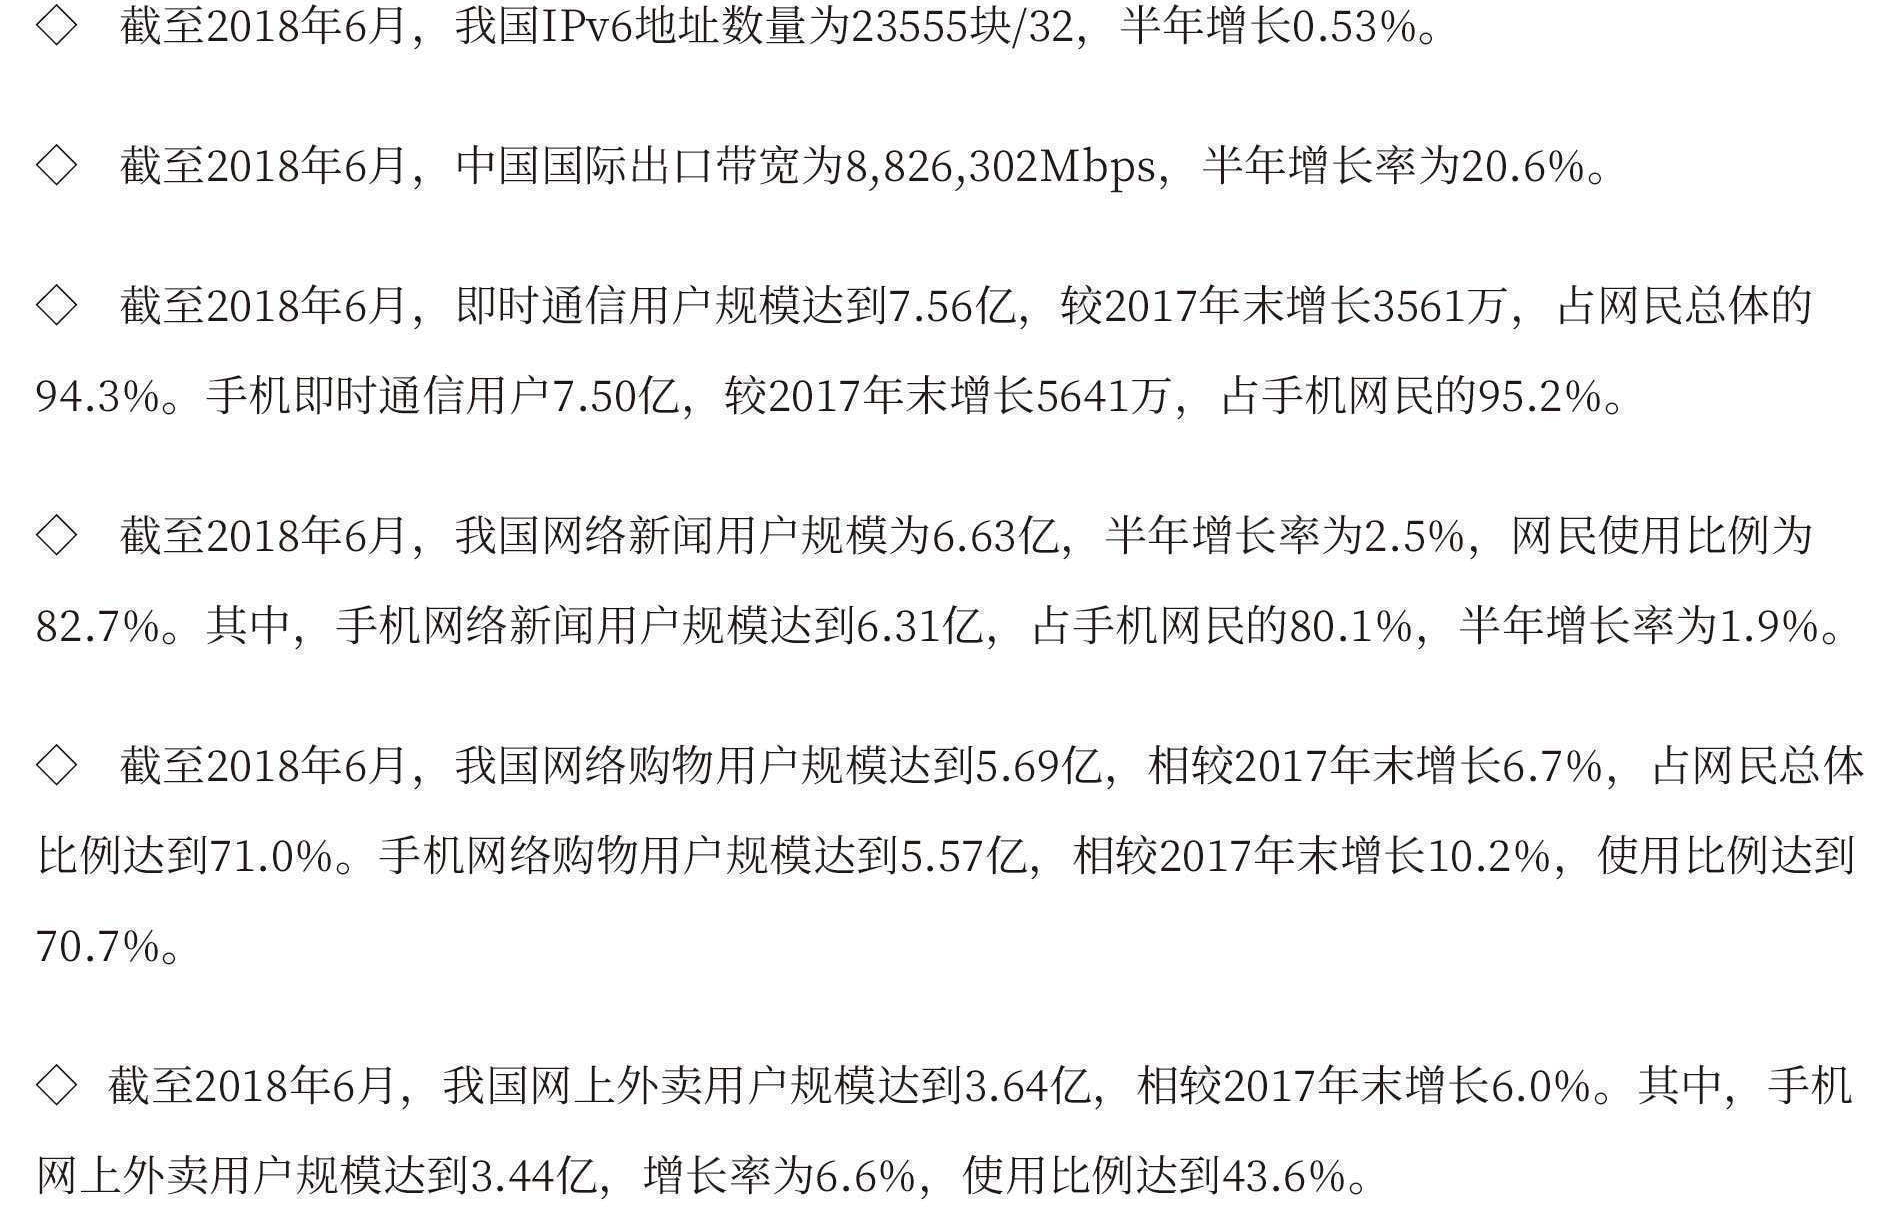 ◇ 截至2018年6月，我国IPv6地址数量为23555块/32，半年增长0.53%。
◇ 截至2018年6月，中国国际出口带宽为8,826,302Mbps，半年增长率为20.6%。
◇ 截至2018年6月，即时通信用户规模达到7.56亿，较2017年末增长3561万，占网民总体的
94.3%。手机即时通信用户7.50亿，较2017年末增长5641万，占手机网民的95.2%。
◇ 截至2018年6月，我国网络新闻用户规模为6.63亿，半年增长率为2.5%，网民使用比例为
82.7%。其中，手机网络新闻用户规模达到6.31亿，占手机网民的80.1%，半年增长率为1.9%。
◇ 截至2018年6月，我国网络购物用户规模达到5.69亿，相较2017年末增长6.7%，占网民总体
比例达到71.0%。手机网络购物用户规模达到5.57亿，相较2017年末增长10.2%，使用比例达到
70.7%。
◇ 截至2018年6月，我国网上外卖用户规模达到3.64亿，相较2017年末增长6.0%。其中，手机
网上外卖用户规模达到3.44亿，增长率为6.6%，使用比例达到43.6%。